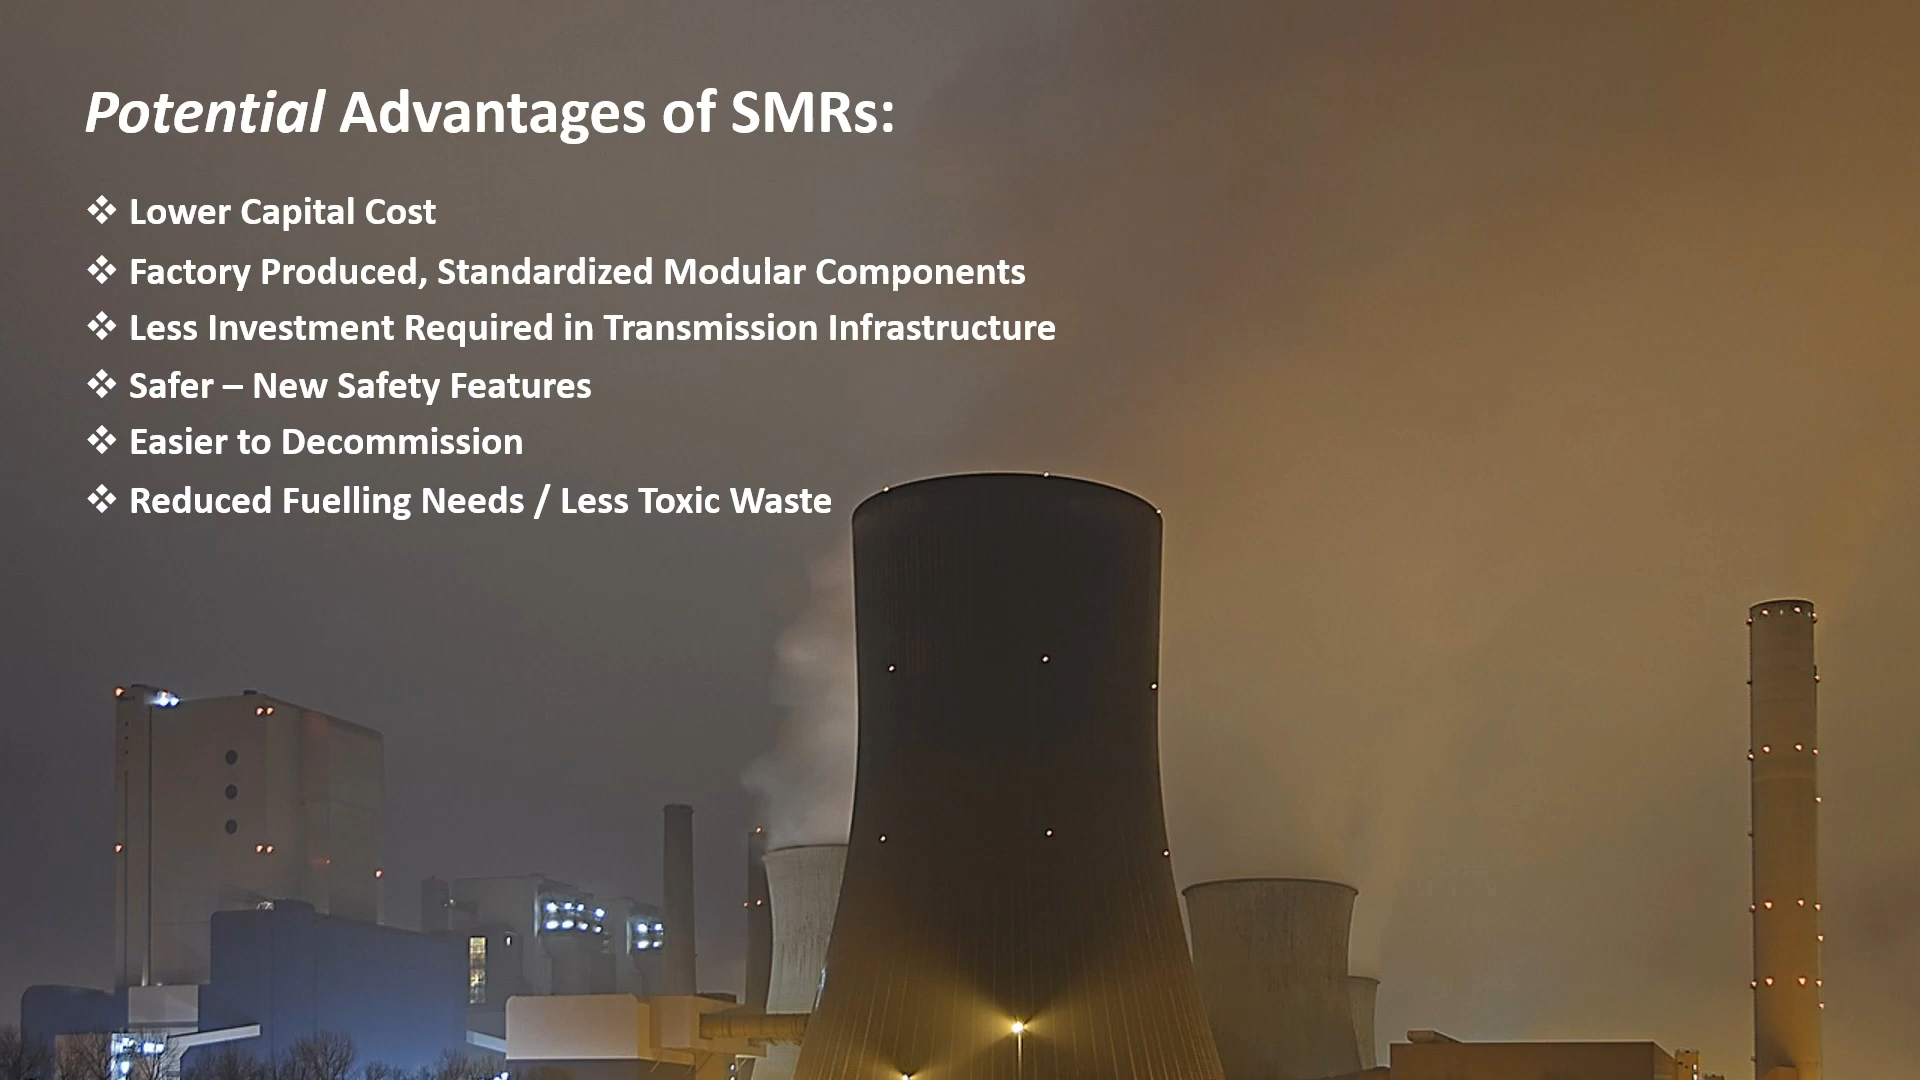 Potential Advantages of SMRs:
❖ Lower Capital Cost
❖ Factory Produced, Standardized Modular Components
❖ Less Investment Required in Transmission Infrastructure
❖ Safer – New Safety Features
❖ Easier to Decommission
❖ Reduced Fuelling Needs / Less Toxic Waste